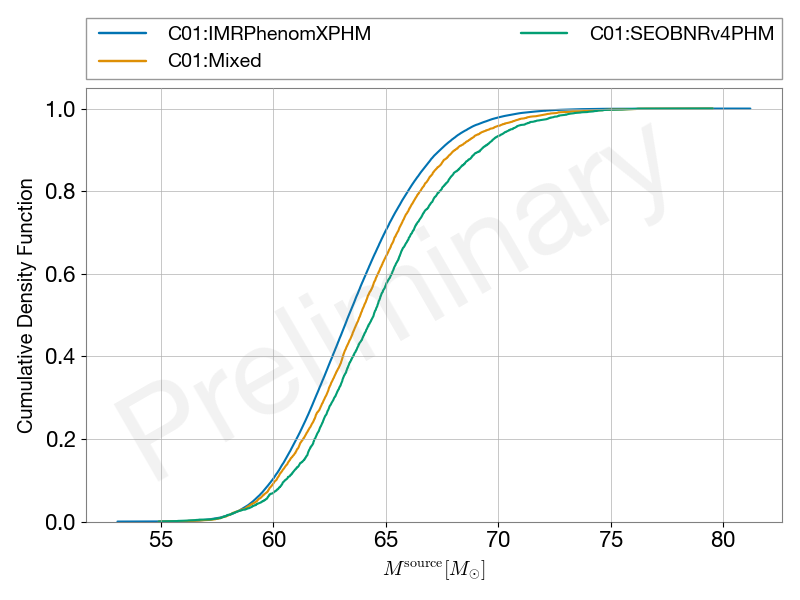 C01:IMRPhenomXPHM
C01:Mixed
C01:SEOBNRv4PHM
Cumulative Density Function
1.0
0.8
0.6
0.4
0.2
0.0
Preliminary
55 60 65 70 75 80
M^source [M_⊙]